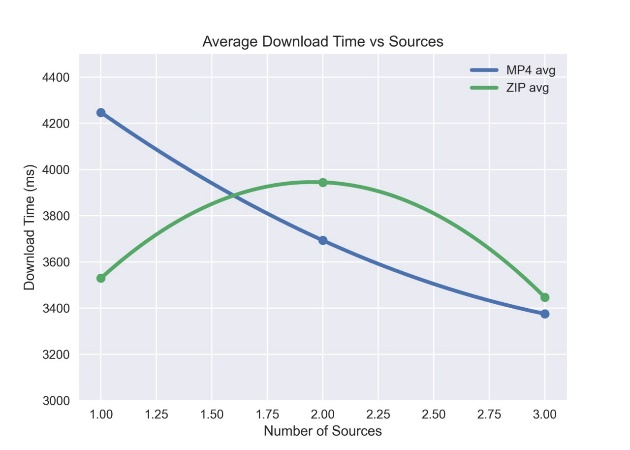 Average Download Time vs Sources
MP4 avg
ZIP avg
Download Time (ms)
4400
4200
4000
3800
3600
3400
3200
3000
1.00 1.25 1.50 1.75 2.00 2.25 2.50 2.75 3.00
Number of Sources